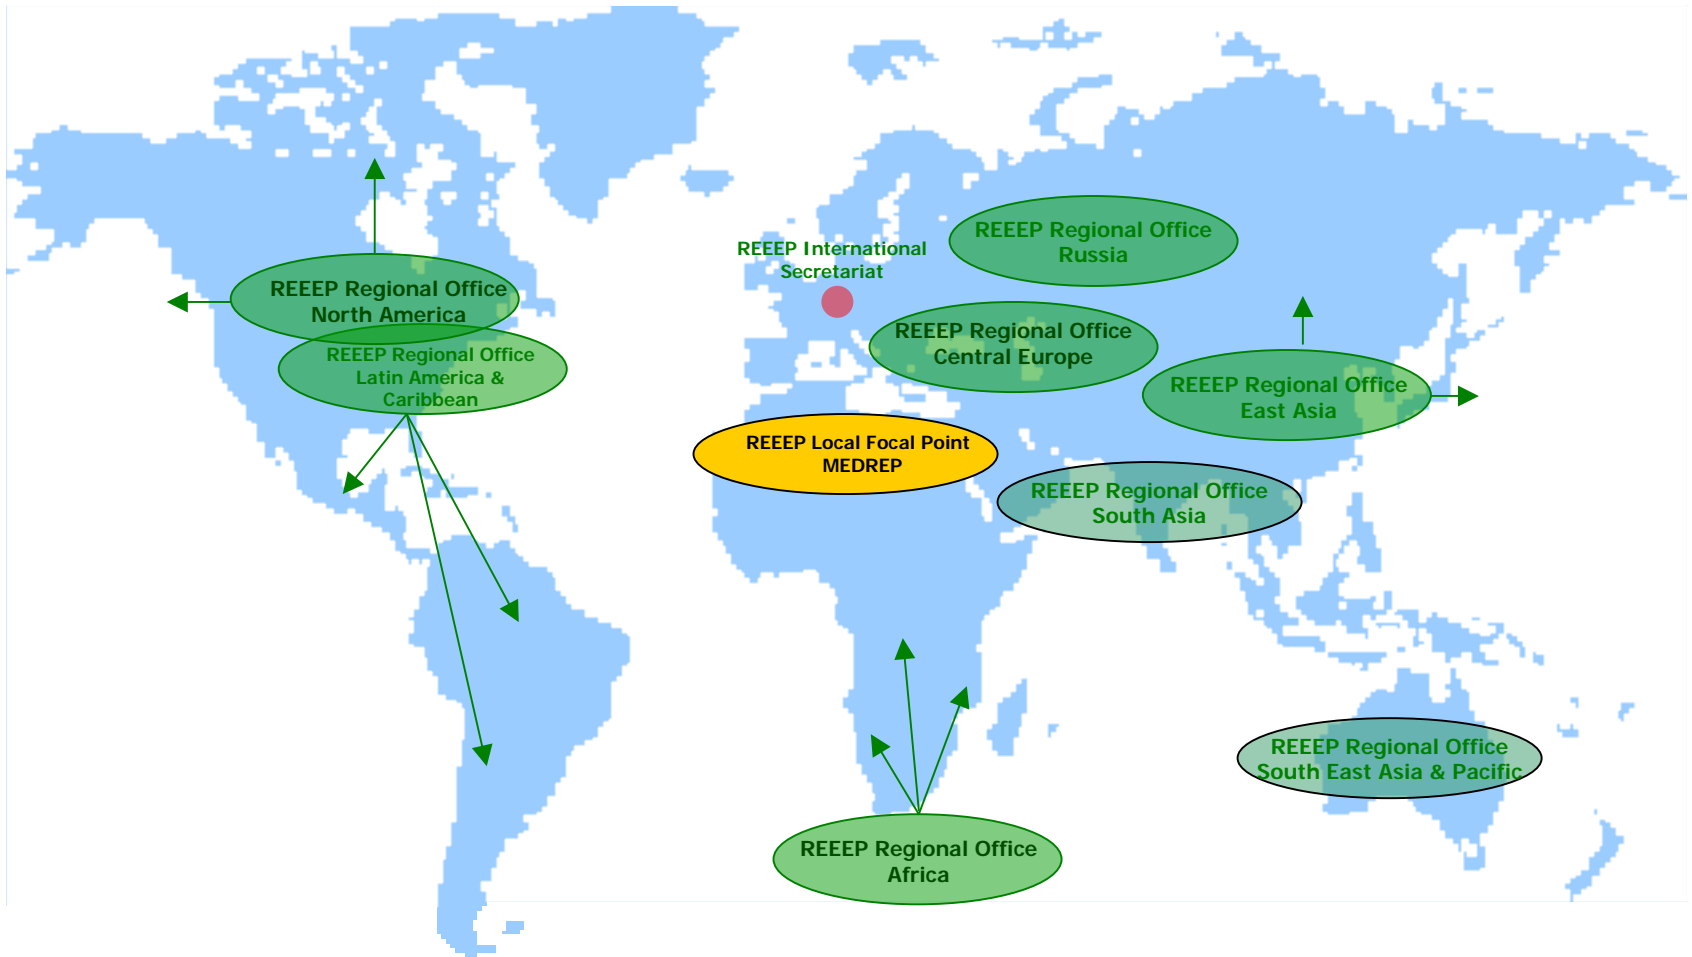 REEEP Regional Office
Russia
REEEP International
Secretariat
REEEP Regional Office
North America
REEEP Regional Office
Central Europe
REEEP Regional Office
Latin America &
Caribbean
REEEP Regional Office
East Asia
REEEP Local Focal Point
MEDREP
REEEP Regional Office
South Asia
REEEP Regional Office
South East Asia & Pacific
REEEP Regional Office
Africa